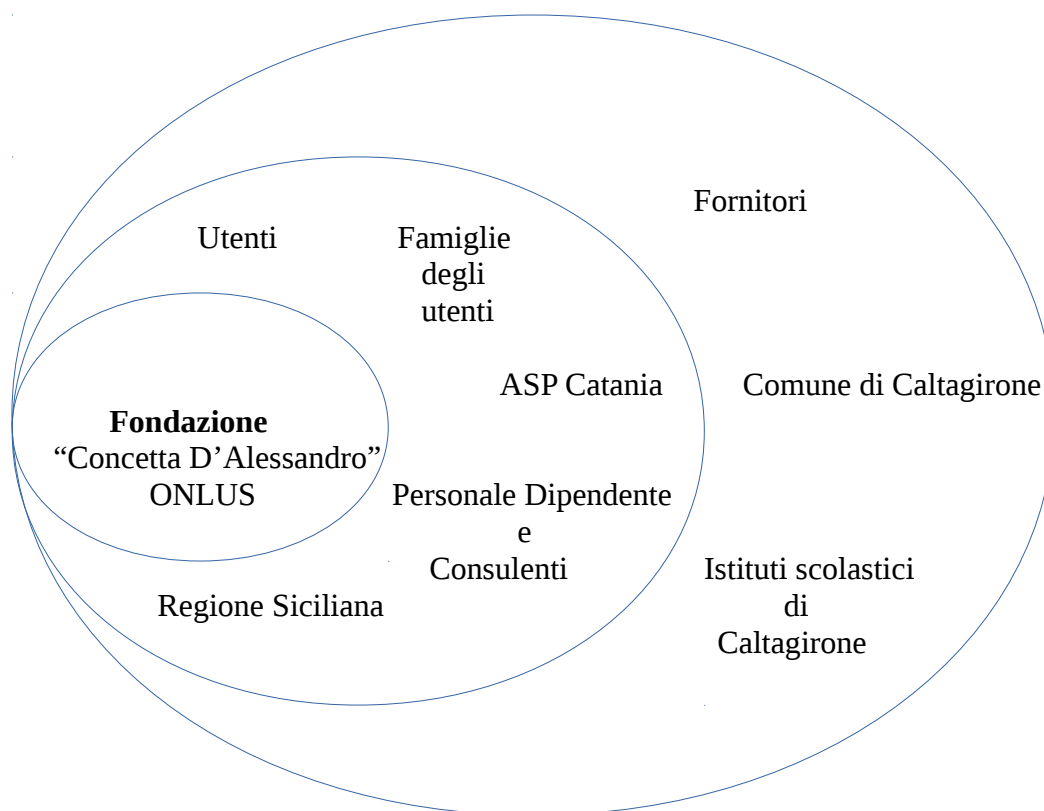 Fornitori
Utenti
Famiglie
degli
utenti
ASP Catania
Comune di Caltagirone
Fondazione
“Concetta D’Alessandro”
ONLUS
Personale Dipendente
e
Consulenti
Istituti scolastici
di
Caltagirone
Regione Siciliana